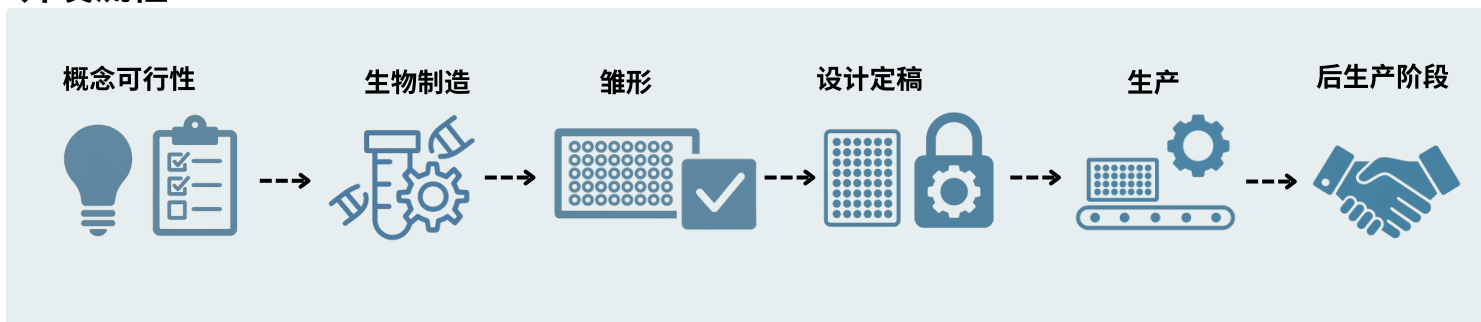 概念可行性
生物制造
雏形
设计定稿
生产
后生产阶段